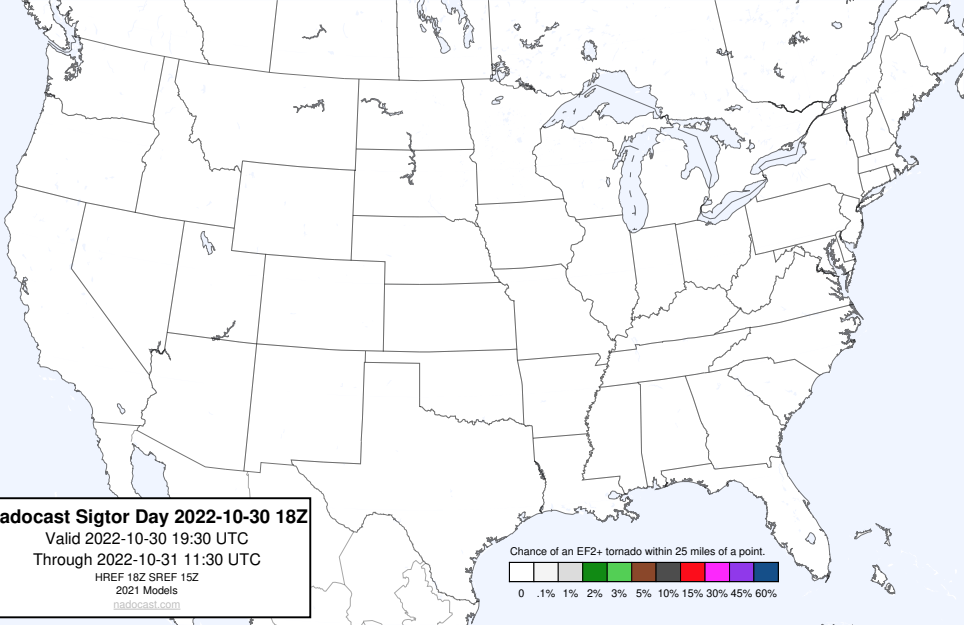 adocast Sigtor Day 2022-10-30 18Z
Valid 2022-10-30 19:30 UTC
Through 2022-10-31 11:30 UTC
HREF 18Z SREF 15Z
2021 Models
nadocast.com
Chance of an EF2+ tornado within 25 miles of a point.
0 .1% 1% 2% 3% 5% 10% 15% 30% 45% 60%